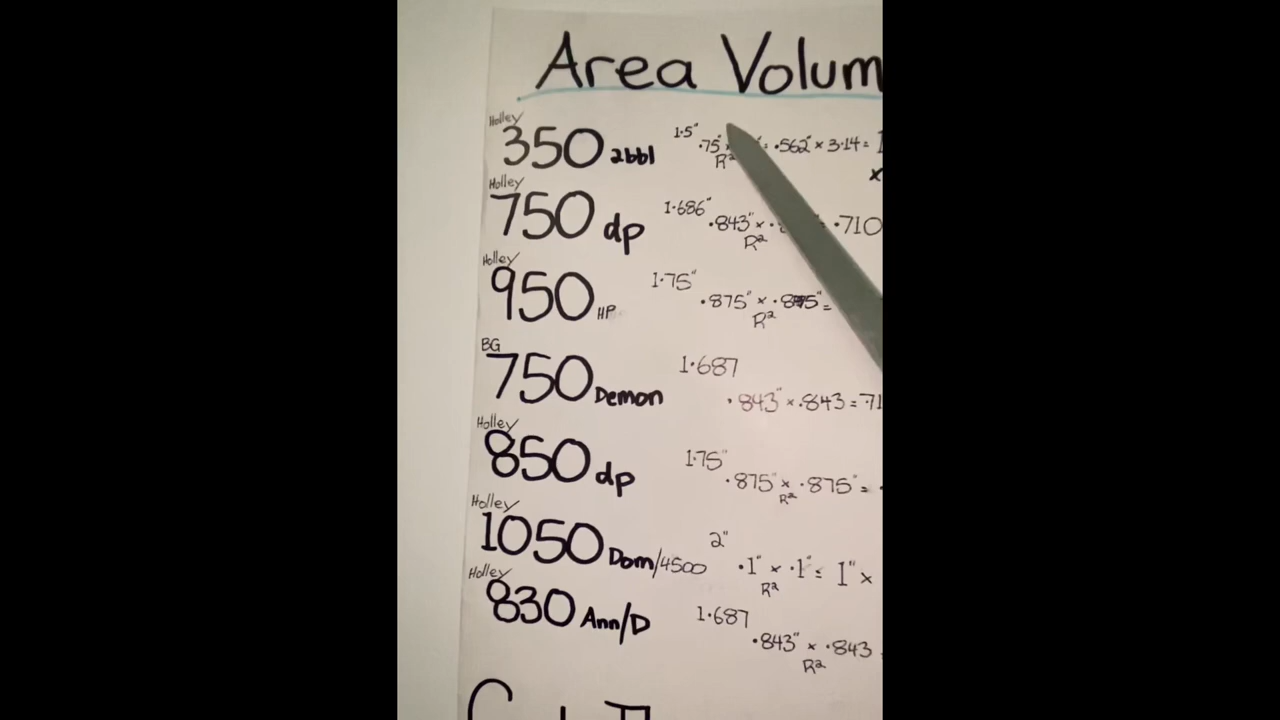 Area Volum
Holley
350 2bbl 1.5" .75" = .562" × 3.14 =
R²
×
Holley
750 dp 1.686" .843" × .710
R²
Holley
950 HP 1.75" .875" × .875" =
R²
BG
750 Demon 1.687
.843" × .843 = 71
Holley
850 dp 1.75"
.875" × .875" =
R²
Holley
1050 Dom/4500 2" .1" × .1" = 1" ×
R²
Holley
830 Ann/D 1.687
.843" × .843
R²